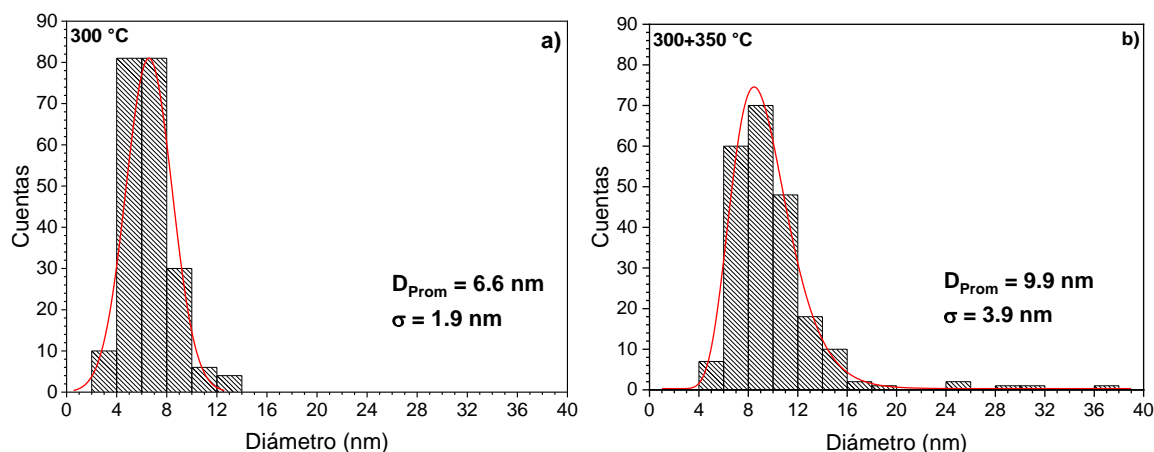 300 °C
a)
90
80
70
60
50
40
30
20
10
0
Cuentas
D_Prom = 6.6 nm
σ = 1.9 nm
0 4 8 12 16 20 24 28 32 36 40
Diámetro (nm)
300+350 °C
b)
90
80
70
60
50
40
30
20
10
0
Cuentas
D_Prom = 9.9 nm
σ = 3.9 nm
0 4 8 12 16 20 24 28 32 36 40
Diámetro (nm)